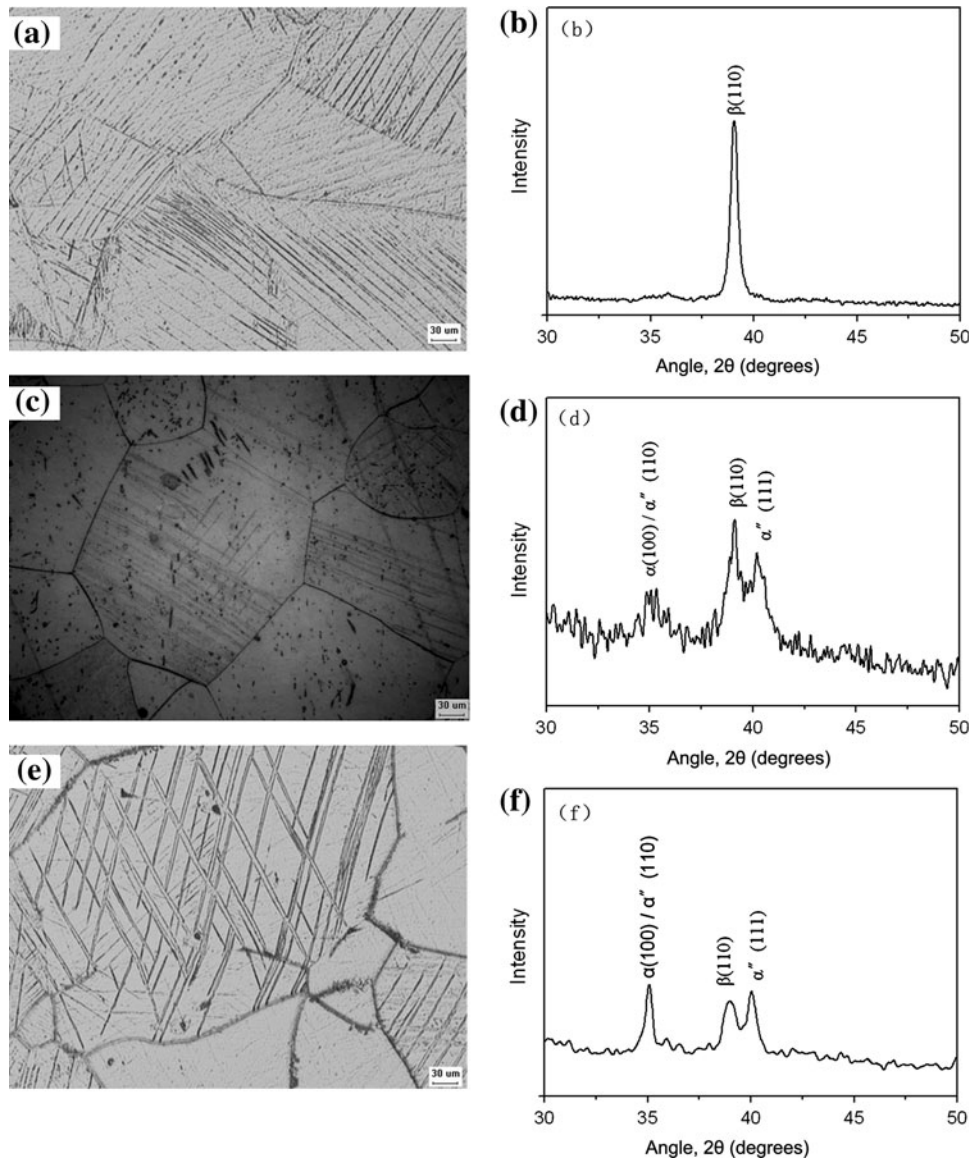 (a)
30 um
(b)
(b)
β(110)
Intensity
30 35 40 45 50
Angle, 2θ (degrees)
(c)
30 um
(d)
(d)
α(100) / α″ (110)
β(110)
α″ (111)
Intensity
30 35 40 45 50
Angle, 2θ (degrees)
(e)
30 um
(f)
(f)
α(100) / α″ (110)
β(110)
α″ (111)
Intensity
30 35 40 45 50
Angle, 2θ (degrees)